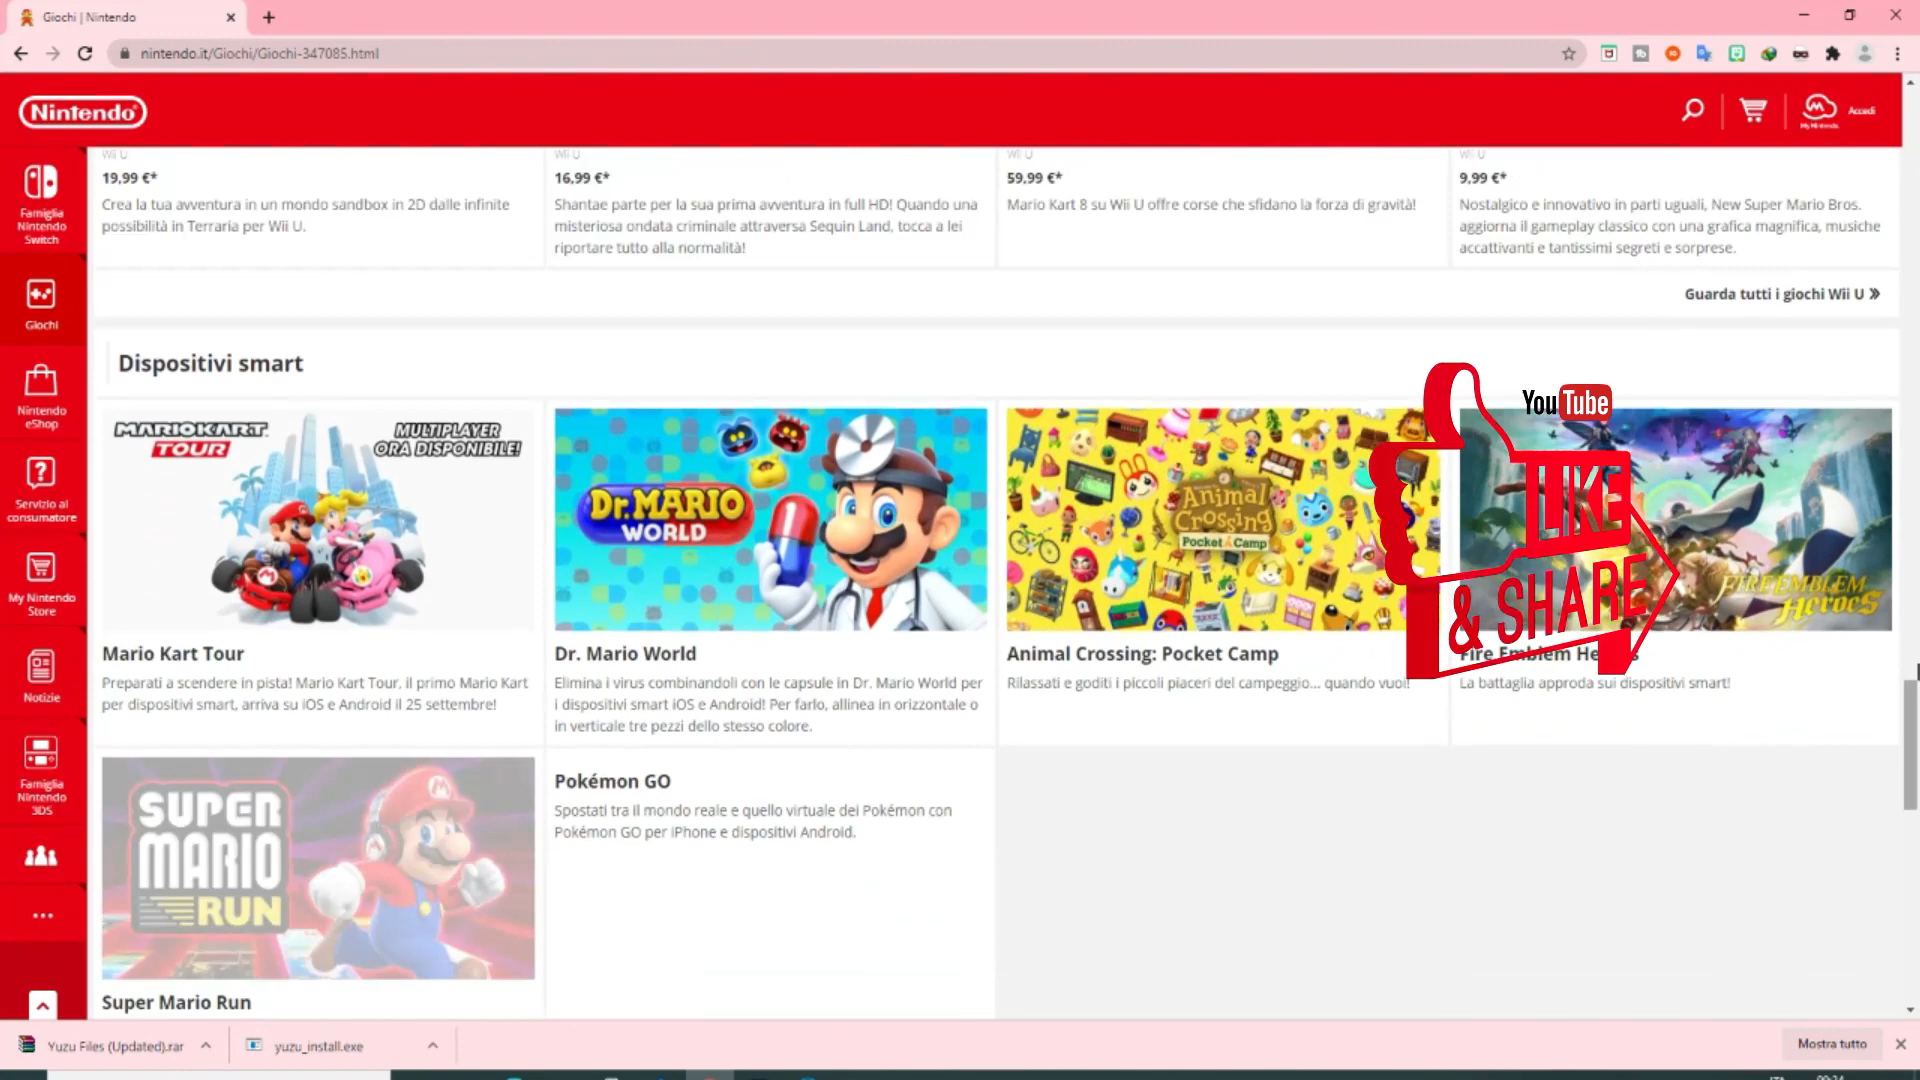 Giochi | Nintendo
nintendo.it/Giochi/Giochi-347085.html
Nintendo
My Nintendo
Accedi
Famiglia
Nintendo
Switch
Giochi
Nintendo
eShop
Servizio al
consumatore
My Nintendo
Store
Notizie
Famiglia
Nintendo
3DS
...
Wii U
19,99 €*
Crea la tua avventura in un mondo sandbox in 2D dalle infinite
possibilità in Terraria per Wii U.
Wii U
16,99 €*
Shantae parte per la sua prima avventura in full HD! Quando una
misteriosa ondata criminale attraversa Sequin Land, tocca a lei
riportare tutto alla normalità!
Wii U
59,99 €*
Mario Kart 8 su Wii U offre corse che sfidano la forza di gravità!
Wii U
9,99 €*
Nostalgico e innovativo in parti uguali, New Super Mario Bros.
aggiorna il gameplay classico con una grafica magnifica, musiche
accattivanti e tantissimi segreti e sorprese.
Guarda tutti i giochi Wii U »
Dispositivi smart
MARIOKART
TOUR
MULTIPLAYER
ORA DISPONIBILE!
Mario Kart Tour
Preparati a scendere in pista! Mario Kart Tour, il primo Mario Kart
per dispositivi smart, arriva su iOS e Android il 25 settembre!
Dr. MARIO
WORLD
Dr. Mario World
Elimina i virus combinandoli con le capsule in Dr. Mario World per
i dispositivi smart iOS e Android! Per farlo, allinea in orizzontale o
in verticale tre pezzi dello stesso colore.
Animal
Crossing
Pocket Camp
Animal Crossing: Pocket Camp
Rilassati e goditi i piccoli piaceri del campeggio... quando vuoi!
YouTube
LIKE
& SHARE
FIRE EMBLEM
Heroes
Fire Emblem Heroes
La battaglia approda sui dispositivi smart!
SUPER
MARIO
RUN
Super Mario Run
Pokémon GO
Spostati tra il mondo reale e quello virtuale dei Pokémon con
Pokémon GO per iPhone e dispositivi Android.
Yuzu Files (Updated).rar
yuzu_install.exe
Mostra tutto